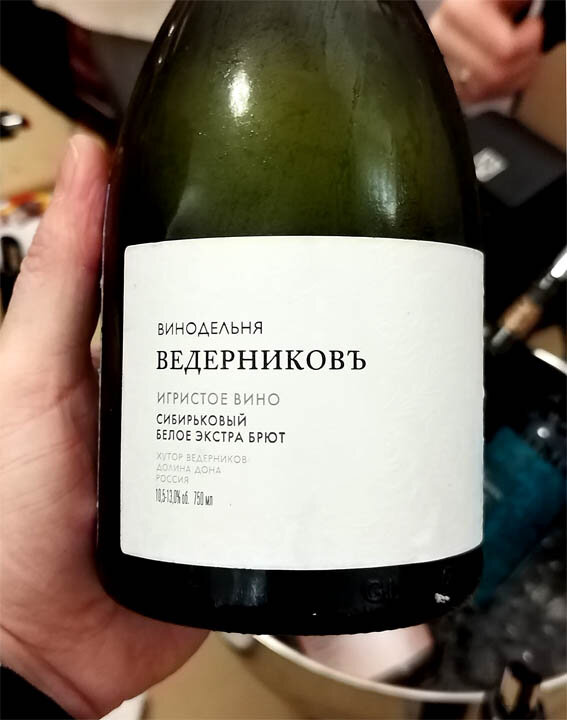 ВИНОДЕЛЬНЯ
ВЕДЕРНИКОВЪ
ИГРИСТОЕ ВИНО
СИБИРЬКОВЫЙ
БЕЛОЕ ЭКСТРА БРЮТ
ХУТОР ВЕДЕРНИКОВ
ДОЛИНА ДОНА
РОССИЯ
10,5-13,0% об. 750 мл